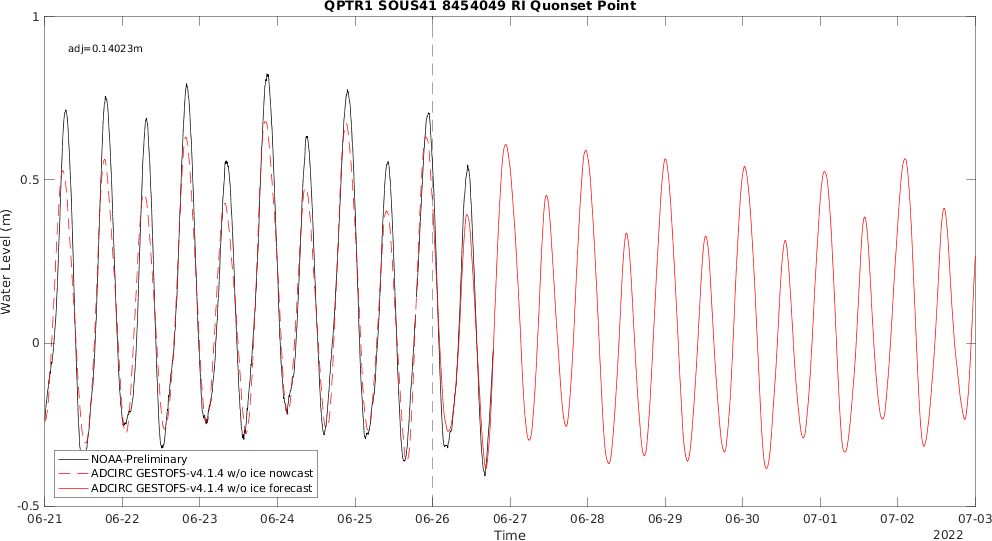 QPTR1 SOUS41 8454049 RI Quonset Point
1
adj=0.14023m
0.5
Water Level (m)
0
NOAA-Preliminary
ADCIRC GESTOFS-v4.1.4 w/o ice nowcast
ADCIRC GESTOFS-v4.1.4 w/o ice forecast
-0.5
06-21 06-22 06-23 06-24 06-25 06-26 06-27 06-28 06-29 06-30 07-01 07-02 07-03
Time
2022